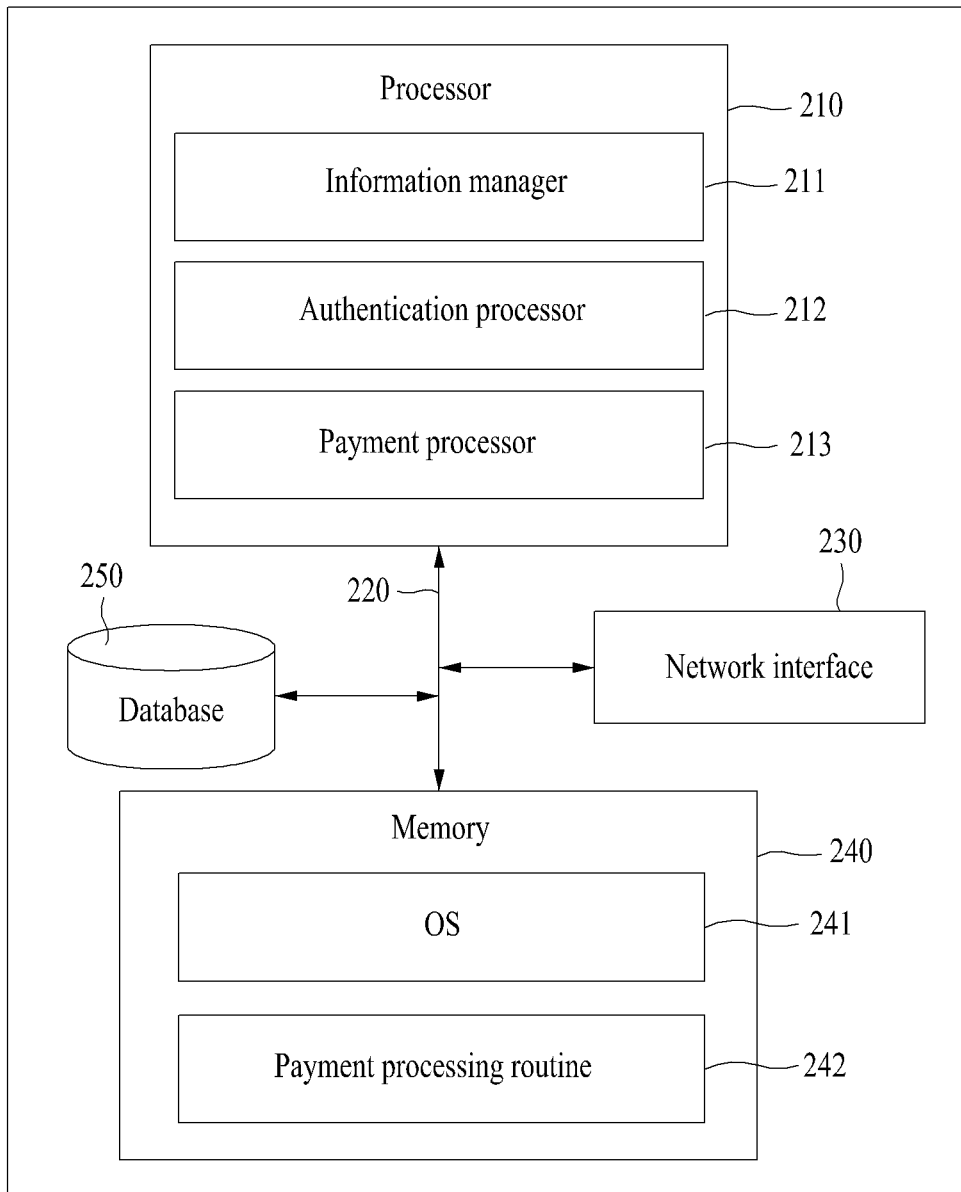 Processor
210
Information manager
211
Authentication processor
212
Payment processor
213
250
220
230
Database
Network interface
Memory
240
OS
241
Payment processing routine
242